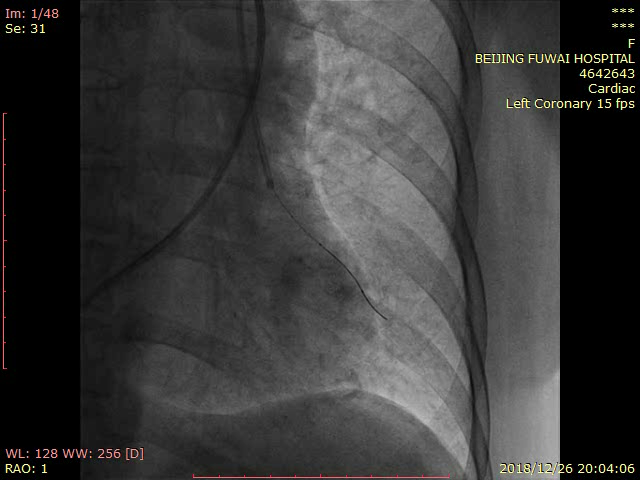 Im: 1/48
Se: 31
***
***
F
BEIJING FUWAI HOSPITAL
4642643
Cardiac
Left Coronary 15 fps
WL: 128 WW: 256 [D]
RAO: 1
2018/12/26 20:04:06